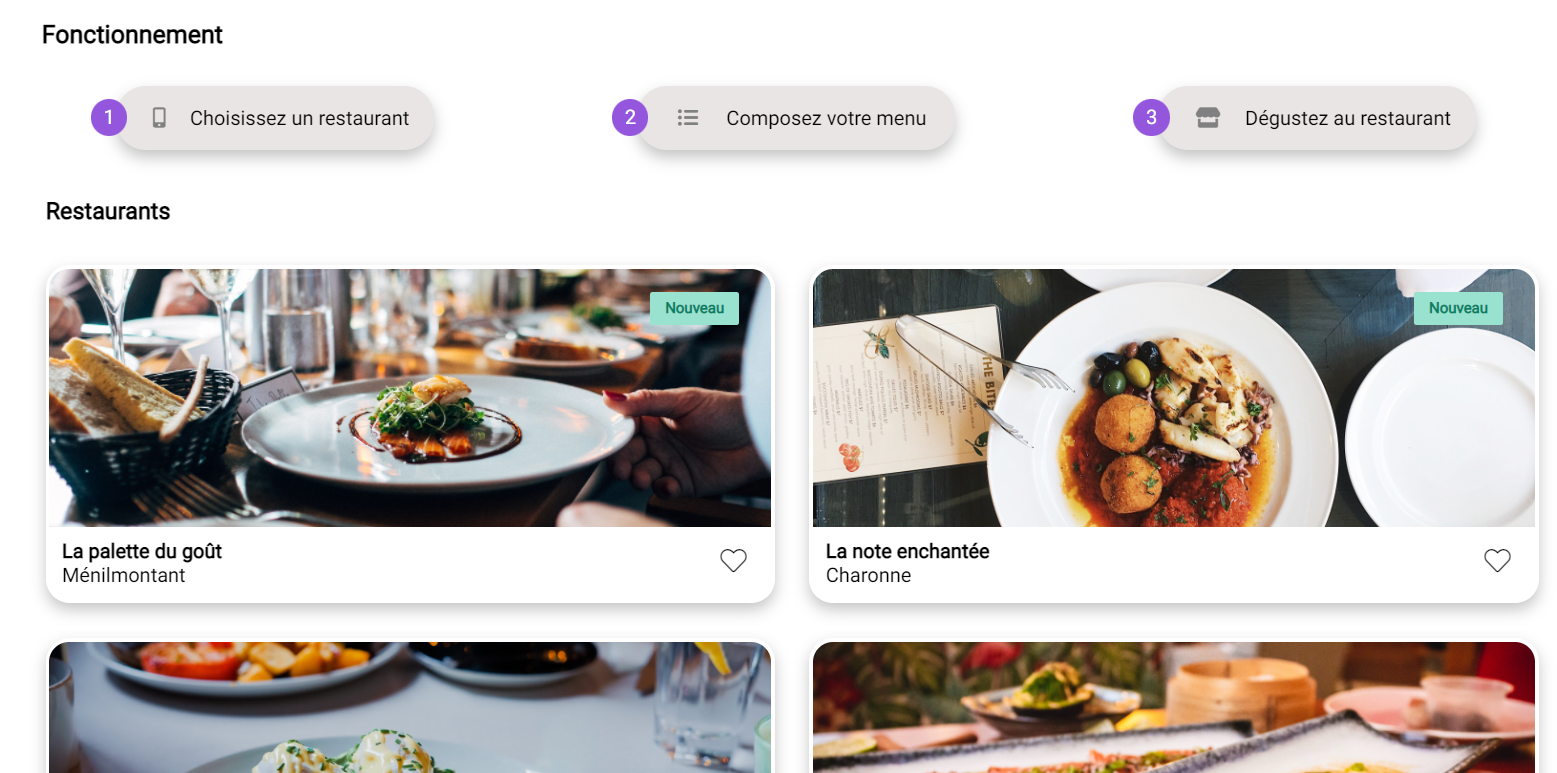 Fonctionnement
1 Choisissez un restaurant
2 Composez votre menu
3 Dégustez au restaurant
Restaurants
Nouveau
Nouveau
THE BITE
La palette du goût
Ménilmontant
La note enchantée
Charonne